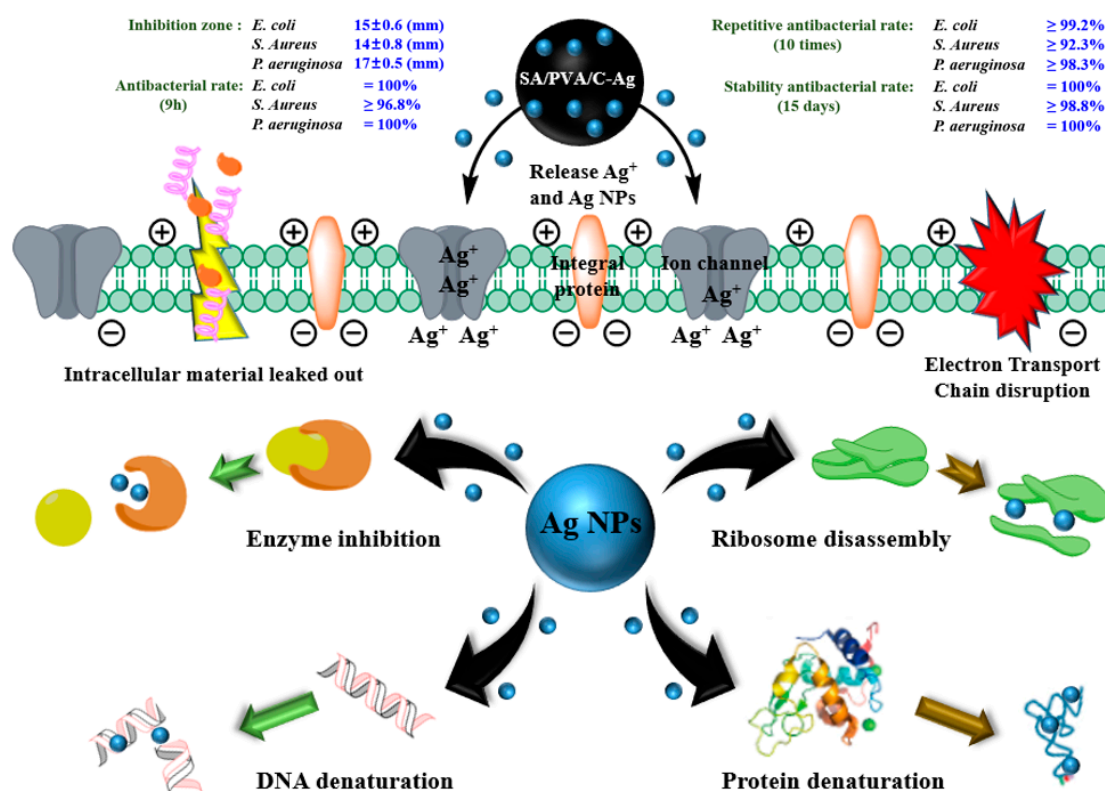 Inhibition zone : E. coli 15±0.6 (mm)
S. Aureus 14±0.8 (mm)
P. aeruginosa 17±0.5 (mm)
Antibacterial rate: E. coli = 100%
(9h) S. Aureus ≥ 96.8%
P. aeruginosa = 100%
SA/PVA/C-Ag
Repetitive antibacterial rate: E. coli ≥ 99.2%
(10 times) S. Aureus ≥ 92.3%
P. aeruginosa ≥ 98.3%
Stability antibacterial rate: E. coli = 100%
(15 days) S. Aureus ≥ 98.8%
P. aeruginosa = 100%
Release Ag⁺
and Ag NPs
+ + + + + + +
Ag⁺
Ag⁺
Integral
protein
Ion channel
Ag⁺
− − − − − − − −
Ag⁺ Ag⁺
Ag⁺ Ag⁺
Intracellular material leaked out
Electron Transport
Chain disruption
Ag NPs
Enzyme inhibition
Ribosome disassembly
DNA denaturation
Protein denaturation